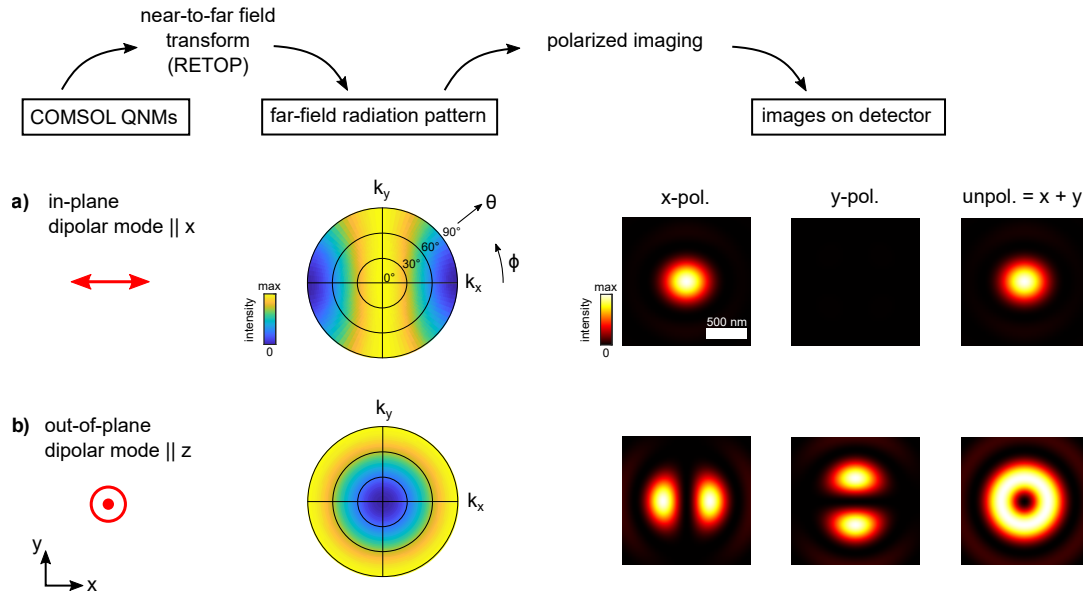 near-to-far field
transform
(RETOP)
polarized imaging
COMSOL QNMs
far-field radiation pattern
images on detector
a) in-plane
dipolar mode || x
k_y
θ
90°
60°
30°
0°
ϕ
k_x
max
intensity
0
x-pol.
y-pol.
unpol. = x + y
max
intensity
0
500 nm
b) out-of-plane
dipolar mode || z
k_y
k_x
y
x